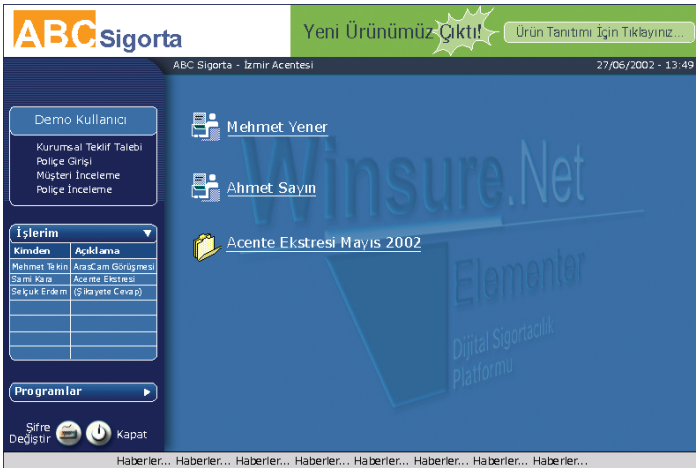 ABC Sigorta
Yeni Ürünümüz Çıktı!
Ürün Tanıtımı İçin Tıklayınız...
ABC Sigorta - İzmir Acentesi
27/06/2002 - 13:49
Demo Kullanıcı
Kurumsal Teklif Talebi
Poliçe Girişi
Müşteri İnceleme
Poliçe İnceleme
İşlerim
Kimden Açıklama
Mehmet Tekin ArasCam Görüşmesi
Sami Kara Acente Ekstresi
Selçuk Erdem (Şikayete Cevap)
Programlar
Şifre
Değiştir
Kapat
Mehmet Yener
Ahmet Sayın
Acente Ekstresi Mayıs 2002
Winsure.Net
Elementer
Dijital Sigortacılık
Platformu
Haberler... Haberler... Haberler... Haberler... Haberler... Haberler... Haberler... Haberler...